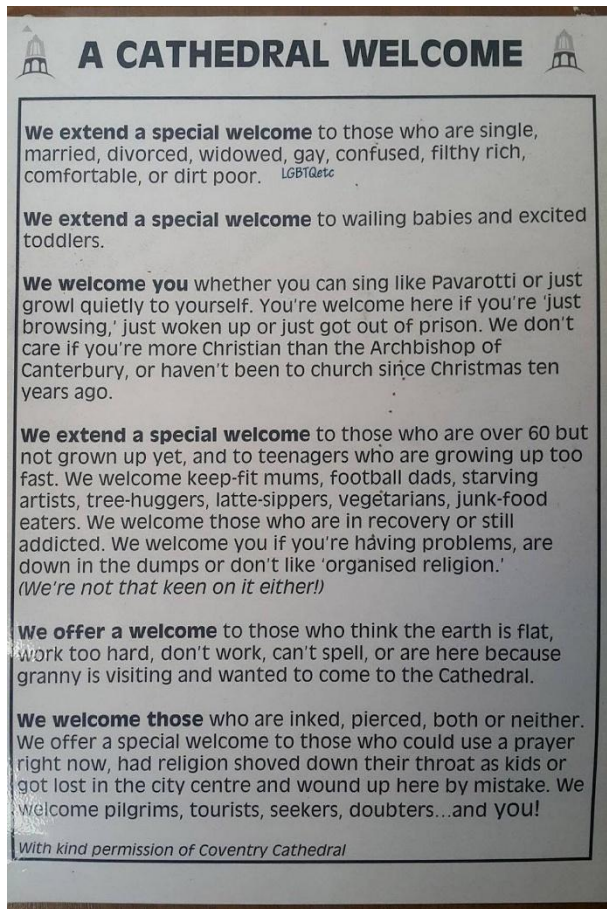 A CATHEDRAL WELCOME
We extend a special welcome to those who are single,
married, divorced, widowed, gay, confused, filthy rich,
comfortable, or dirt poor. LGBTQetc
We extend a special welcome to wailing babies and excited
toddlers.
We welcome you whether you can sing like Pavarotti or just
growl quietly to yourself. You're welcome here if you're 'just
browsing,' just woken up or just got out of prison. We don't
care if you're more Christian than the Archbishop of
Canterbury, or haven't been to church since Christmas ten
years ago.
We extend a special welcome to those who are over 60 but
not grown up yet, and to teenagers who are growing up too
fast. We welcome keep-fit mums, football dads, starving
artists, tree-huggers, latte-sippers, vegetarians, junk-food
eaters. We welcome those who are in recovery or still
addicted. We welcome you if you're having problems, are
down in the dumps or don't like 'organised religion.'
(We're not that keen on it either!)
We offer a welcome to those who think the earth is flat,
work too hard, don't work, can't spell, or are here because
granny is visiting and wanted to come to the Cathedral.
We welcome those who are inked, pierced, both or neither.
We offer a special welcome to those who could use a prayer
right now, had religion shoved down their throat as kids or
got lost in the city centre and wound up here by mistake. We
welcome pilgrims, tourists, seekers, doubters...and you!
With kind permission of Coventry Cathedral